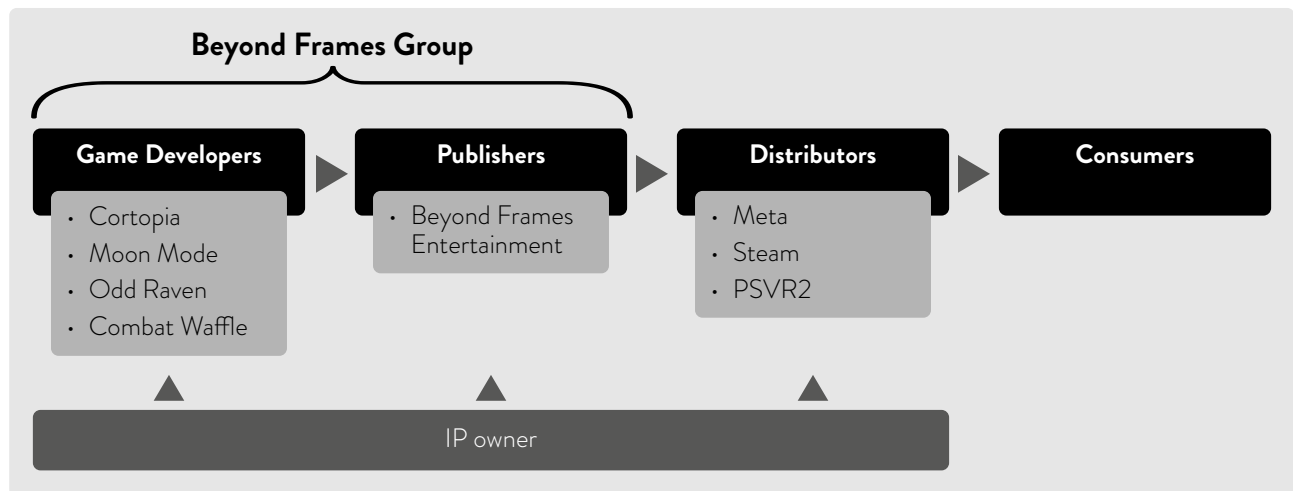 Beyond Frames Group
Game Developers
• Cortopia
• Moon Mode
• Odd Raven
• Combat Waffle
Publishers
• Beyond Frames
Entertainment
Distributors
• Meta
• Steam
• PSVR2
Consumers
IP owner